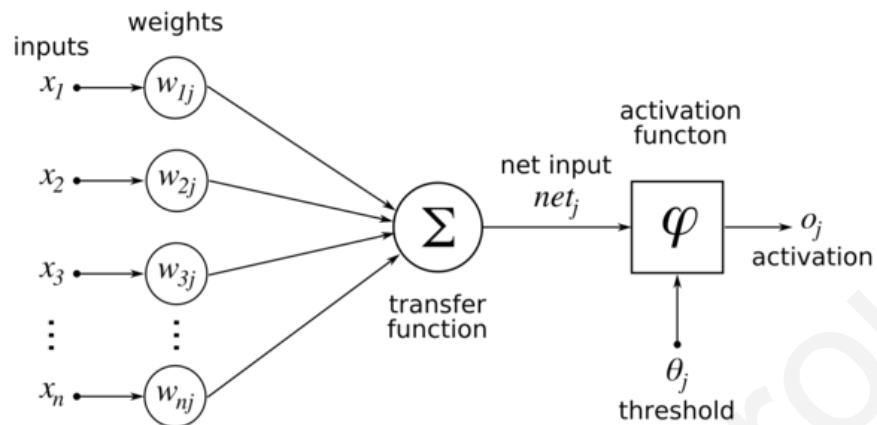 inputs
weights
x1
w1j
x2
w2j
x3
w3j
⋮
⋮
xn
wnj
Σ
transfer
function
net input
netj
activation
functon
φ
oj
activation
θj
threshold